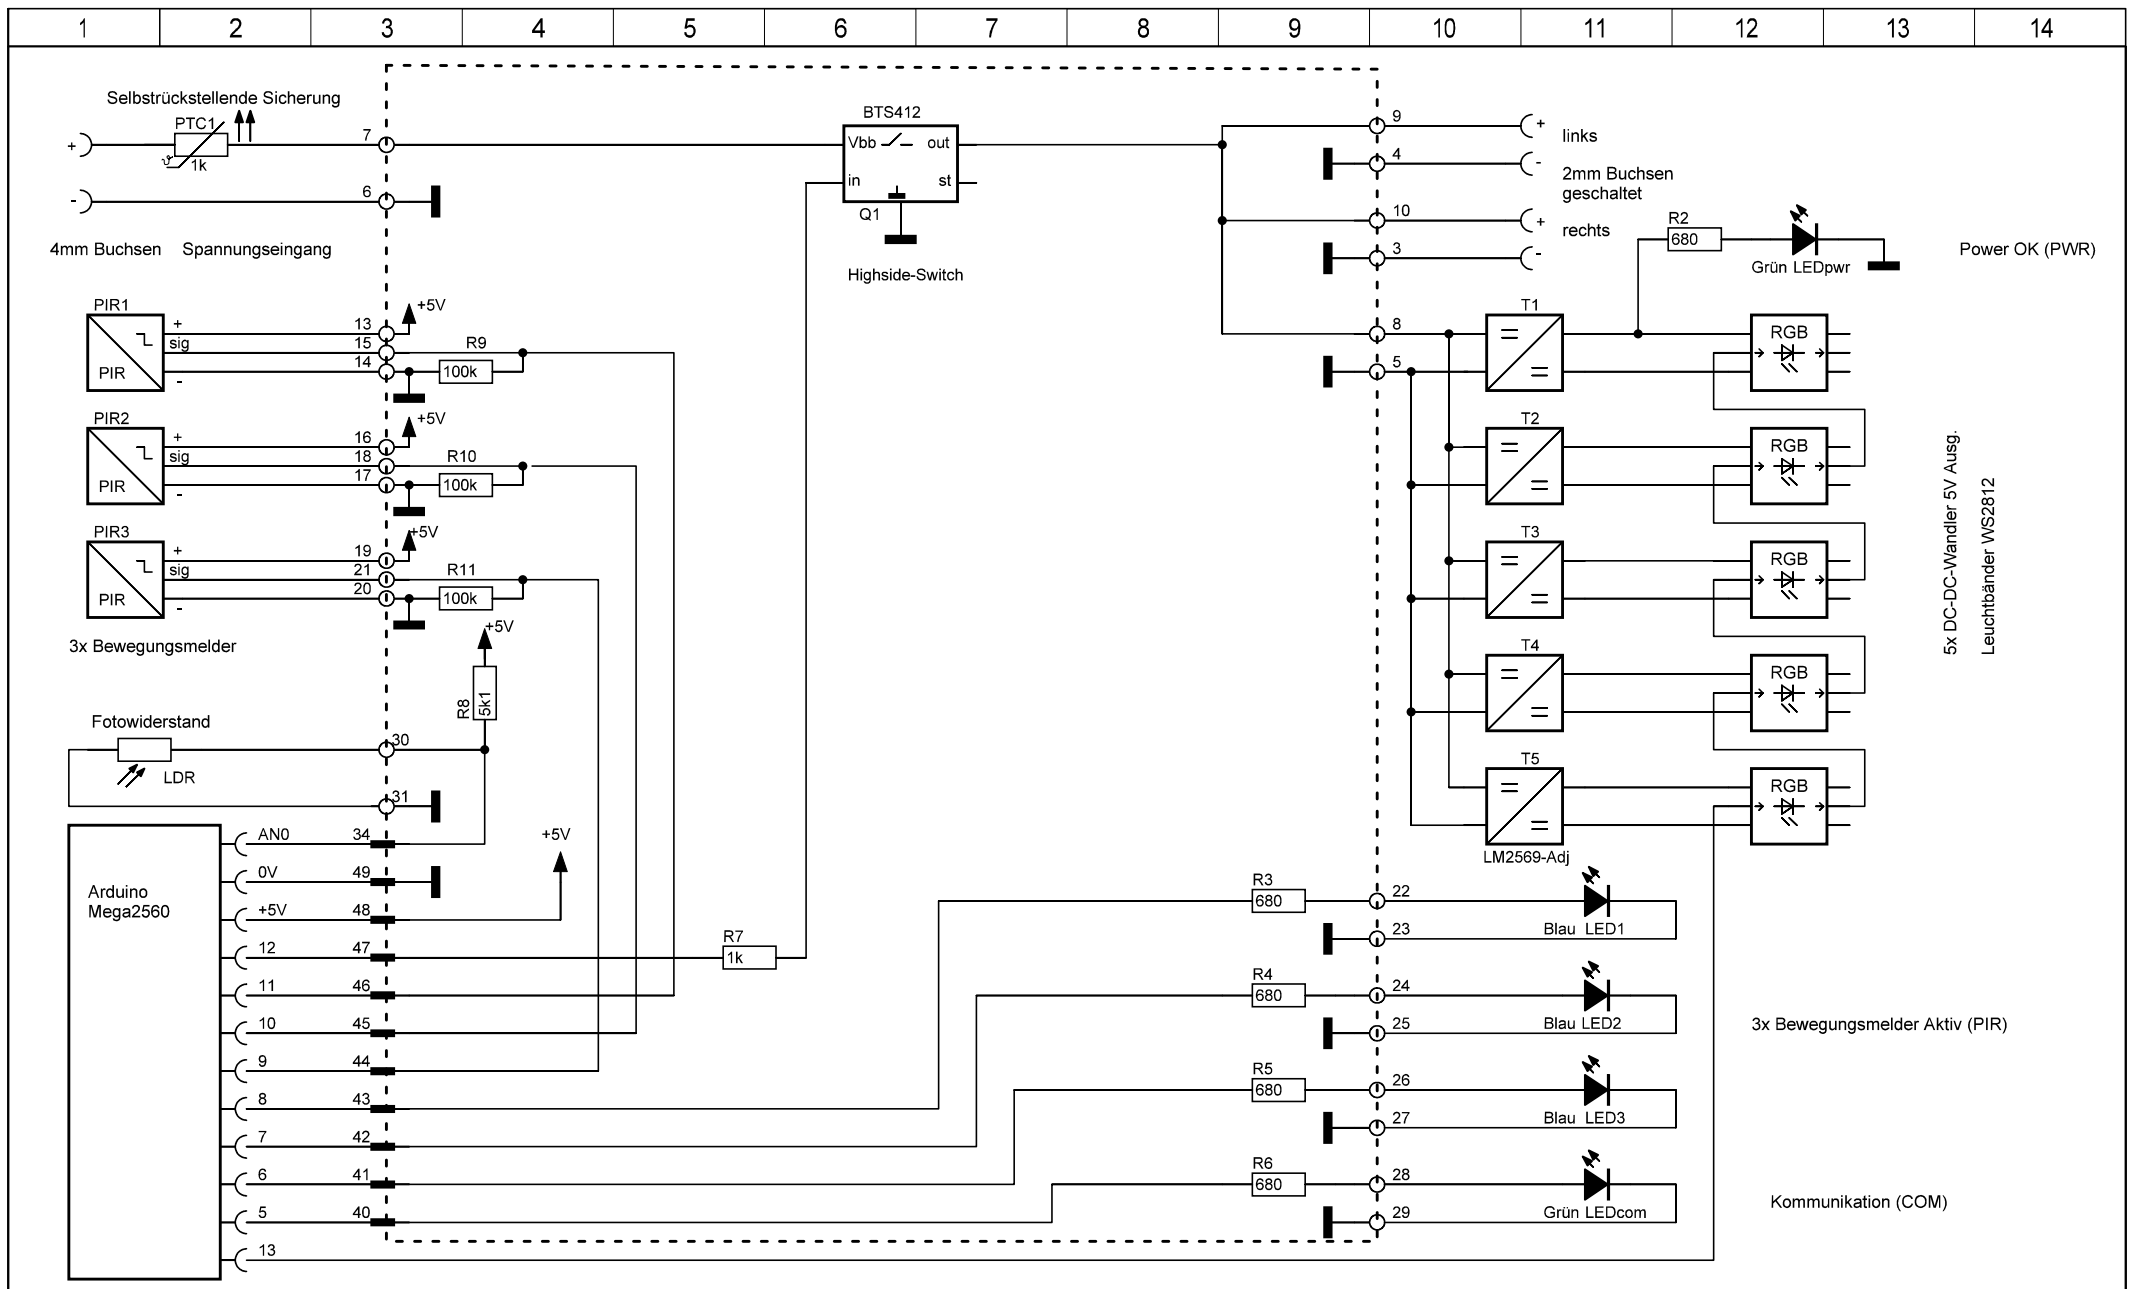 1 2 3 4 5 6 7 8 9 10 11 12 13 14
Selbstrückstellende Sicherung
PTC1
1k
+
7
-
6
4mm Buchsen Spannungseingang
BTS412
Vbb out
in st
Q1
Highside-Switch
9 +
links
4 -
2mm Buchsen
geschaltet
10 +
rechts
3 -
R2
680
Grün LEDpwr
Power OK (PWR)
PIR1
PIR
+ 13 +5V
sig 15
- 14
R9
100k
PIR2
PIR
+ 16 +5V
sig 18
- 17
R10
100k
PIR3
PIR
+ 19 +5V
sig 21
- 20
R11
100k
3x Bewegungsmelder
+5V
R8
5k1
Fotowiderstand
LDR
30
31
8
5
T1
RGB
T2
RGB
T3
RGB
T4
RGB
T5
RGB
LM2569-Adj
5x DC-DC-Wandler 5V Ausg.
Leuchtbänder WS2812
Arduino
Mega2560
AN0 34
0V 49
+5V 48
+5V
12 47
R7
1k
11 46
10 45
9 44
8 43
7 42
6 41
5 40
13
R3
680
22
Blau LED1
23
R4
680
24
Blau LED2
25
3x Bewegungsmelder Aktiv (PIR)
R5
680
26
Blau LED3
27
R6
680
28
Grün LEDcom
29
Kommunikation (COM)